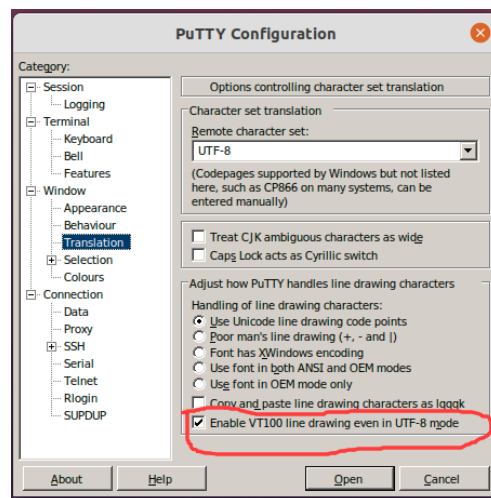 PuTTY Configuration
Category:
Session
Logging
Terminal
Keyboard
Bell
Features
Window
Appearance
Behaviour
Translation
Selection
Colours
Connection
Data
Proxy
SSH
Serial
Telnet
Rlogin
SUPDUP
Options controlling character set translation
Character set translation
Remote character set:
UTF-8
(Codepages supported by Windows but not listed
here, such as CP866 on many systems, can be
entered manually)
Treat CJK ambiguous characters as wide
Caps Lock acts as Cyrillic switch
Adjust how PuTTY handles line drawing characters
Handling of line drawing characters:
Use Unicode line drawing code points
Poor man's line drawing (+, - and |)
Font has XWindows encoding
Use font in both ANSI and OEM modes
Use font in OEM mode only
Copy and paste line drawing characters as lqqqk
Enable VT100 line drawing even in UTF-8 mode
About
Help
Open
Cancel